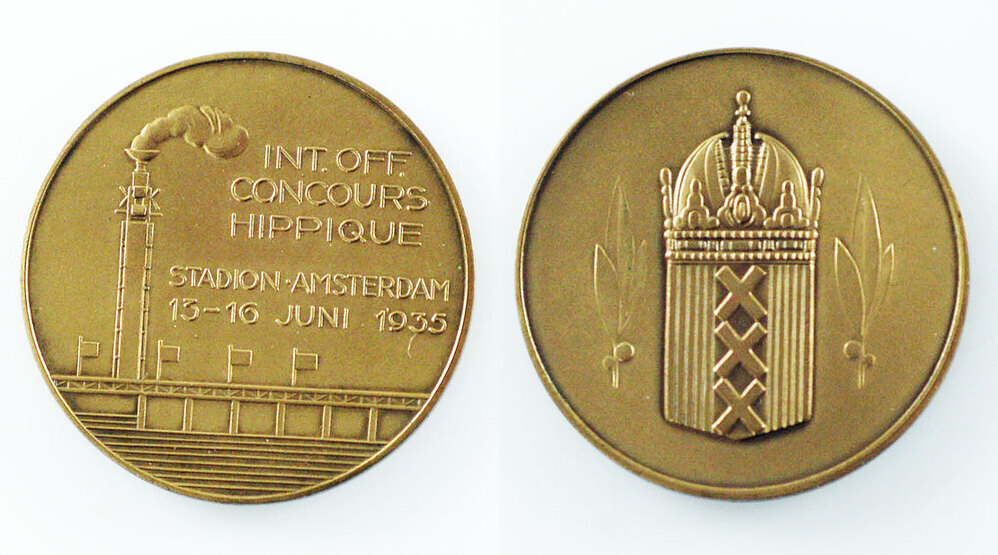 INT. OFF.
CONCOURS
HIPPIQUE
STADION·AMSTERDAM
13-16 JUNI 1935